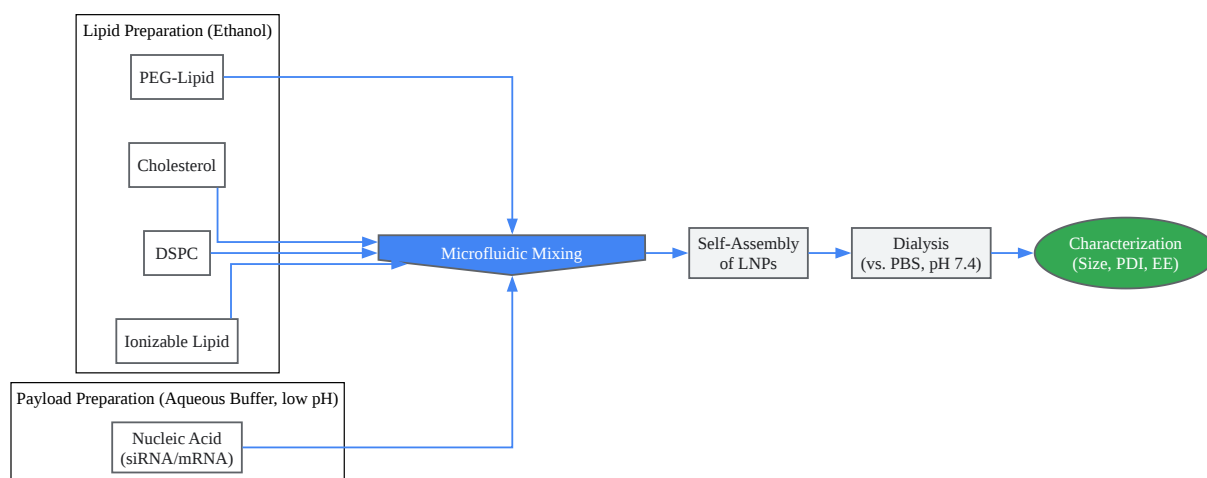 Lipid Preparation (Ethanol)
PEG-Lipid
Cholesterol
DSPC
Ionizable Lipid
Payload Preparation (Aqueous Buffer, low pH)
Nucleic Acid
(siRNA/mRNA)
Microfluidic Mixing
Self-Assembly
of LNPs
Dialysis
(vs. PBS, pH 7.4)
Characterization
(Size, PDI, EE)